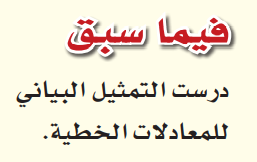 فيما سبق
درست التمثيل البياني
للمعادلات الخطية.